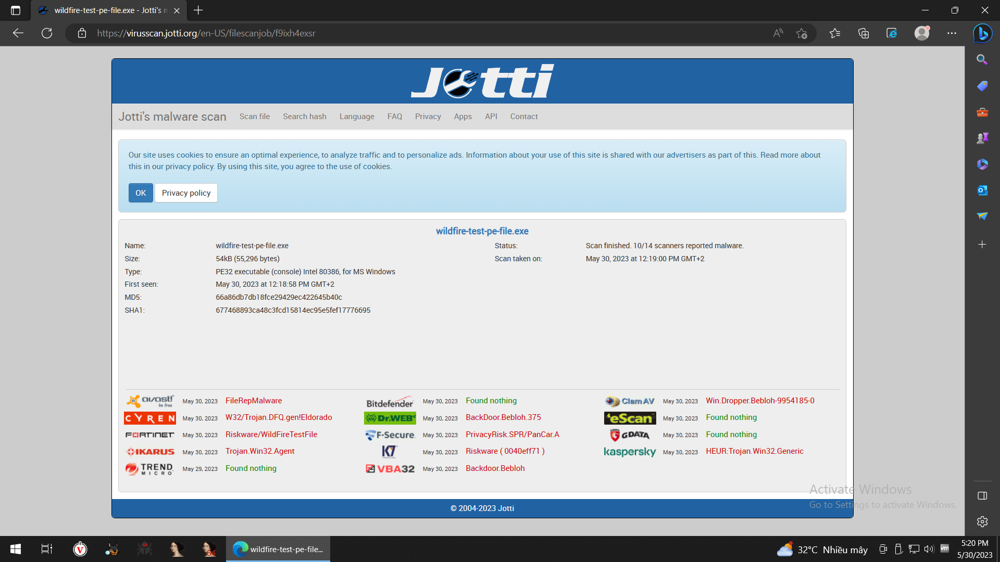 wildfire-test-pe-file.exe - Jotti's m
https://virusscan.jotti.org/en-US/filescanjob/f9ixh4exsr
Jotti
Jotti's malware scan Scan file Search hash Language FAQ Privacy Apps API Contact
Our site uses cookies to ensure an optimal experience, to analyze traffic and to personalize ads. Information about your use of this site is shared with our advertisers as part of this. Read more about
this in our privacy policy. By using this site, you agree to the use of cookies.
OK Privacy policy
wildfire-test-pe-file.exe
Name: wildfire-test-pe-file.exe Status: Scan finished. 10/14 scanners reported malware.
Size: 54kB (55,296 bytes) Scan taken on: May 30, 2023 at 12:19:00 PM GMT+2
Type: PE32 executable (console) Intel 80386, for MS Windows
First seen: May 30, 2023 at 12:18:58 PM GMT+2
MD5: 66a86db7db18fce29429ec422645b40c
SHA1: 677468893ca48c3fcd15814ec95e5fef17776695
avast! be free May 30, 2023 FileRepMalware Bitdefender May 30, 2023 Found nothing ClamAV May 30, 2023 Win.Dropper.Bebloh-9954185-0
CYREN May 30, 2023 W32/Trojan.DFQ.gen!Eldorado Dr.WEB May 30, 2023 BackDoor.Bebloh.375 eScan May 30, 2023 Found nothing
FORTINET May 30, 2023 Riskware/WildFireTestFile F-Secure May 30, 2023 PrivacyRisk.SPR/PanCar.A G DATA May 30, 2023 Found nothing
IKARUS May 30, 2023 Trojan.Win32.Agent K7 May 30, 2023 Riskware ( 0040eff71 ) kaspersky May 30, 2023 HEUR:Trojan.Win32.Generic
TREND MICRO May 29, 2023 Found nothing VBA32 May 30, 2023 Backdoor.Bebloh
Activate Windows
Go to Settings to activate Windows.
© 2004-2023 Jotti
wildfire-test-pe-file... 32°C Nhiều mây vm 5:20 PM
5/30/2023